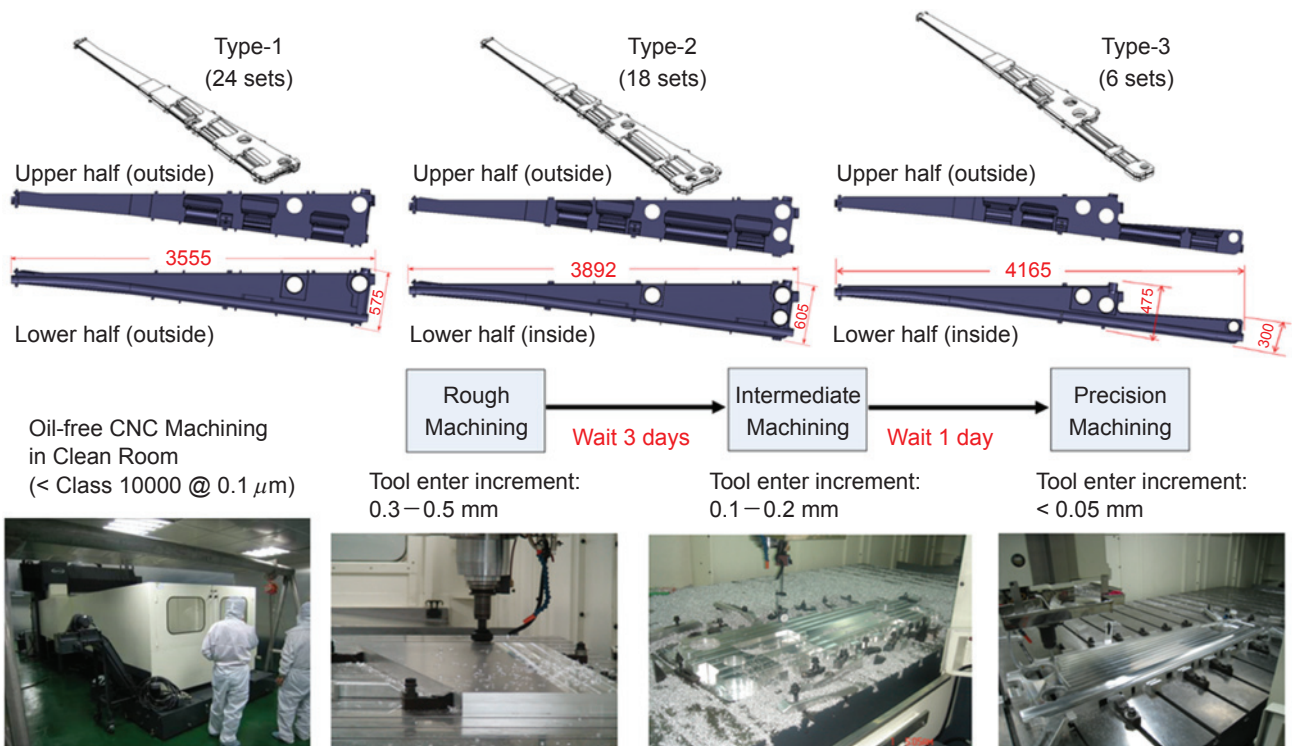 Type-1
(24 sets)
Type-2
(18 sets)
Type-3
(6 sets)
Upper half (outside)
Upper half (outside)
Upper half (outside)
3555
575
3892
605
4165
475
300
Lower half (outside)
Lower half (inside)
Lower half (inside)
Rough
Machining
Wait 3 days
Intermediate
Machining
Wait 1 day
Precision
Machining
Oil-free CNC Machining
in Clean Room
(< Class 10000 @ 0.1 μm)
Tool enter increment:
0.3－0.5 mm
Tool enter increment:
0.1－0.2 mm
Tool enter increment:
< 0.05 mm